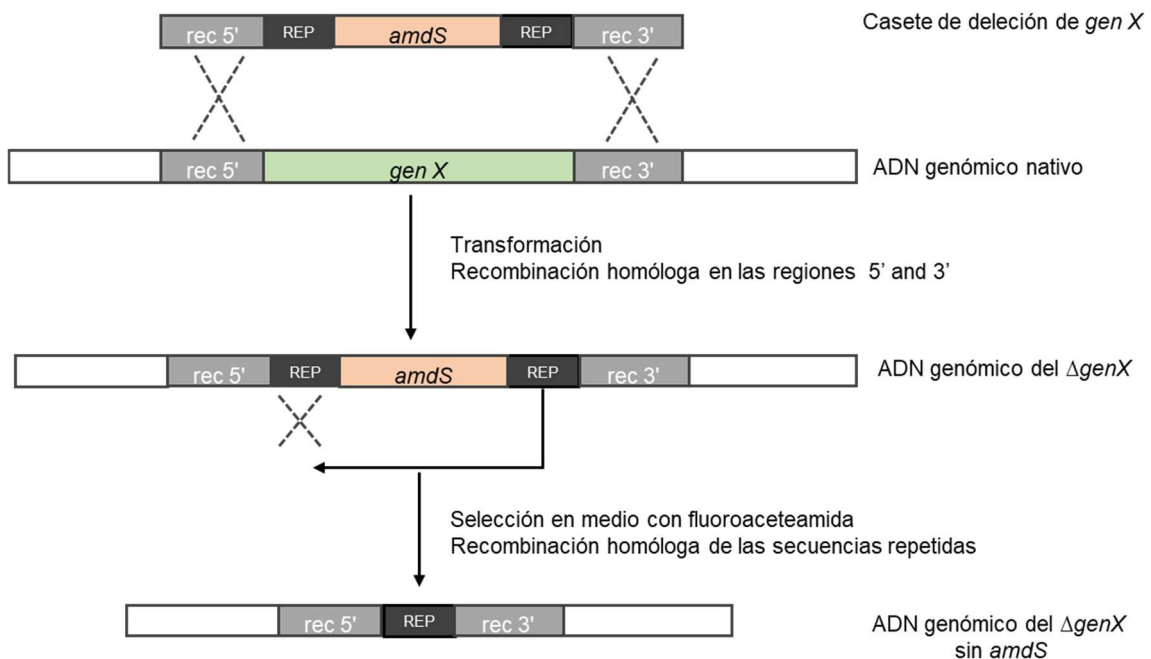 rec 5' REP amdS REP rec 3' Casete de deleción de gen X
rec 5' gen X rec 3' ADN genómico nativo
Transformación
Recombinación homóloga en las regiones 5’ and 3’
rec 5' REP amdS REP rec 3' ADN genómico del ΔgenX
Selección en medio con fluoroaceteamida
Recombinación homóloga de las secuencias repetidas
rec 5' REP rec 3' ADN genómico del ΔgenX
sin amdS